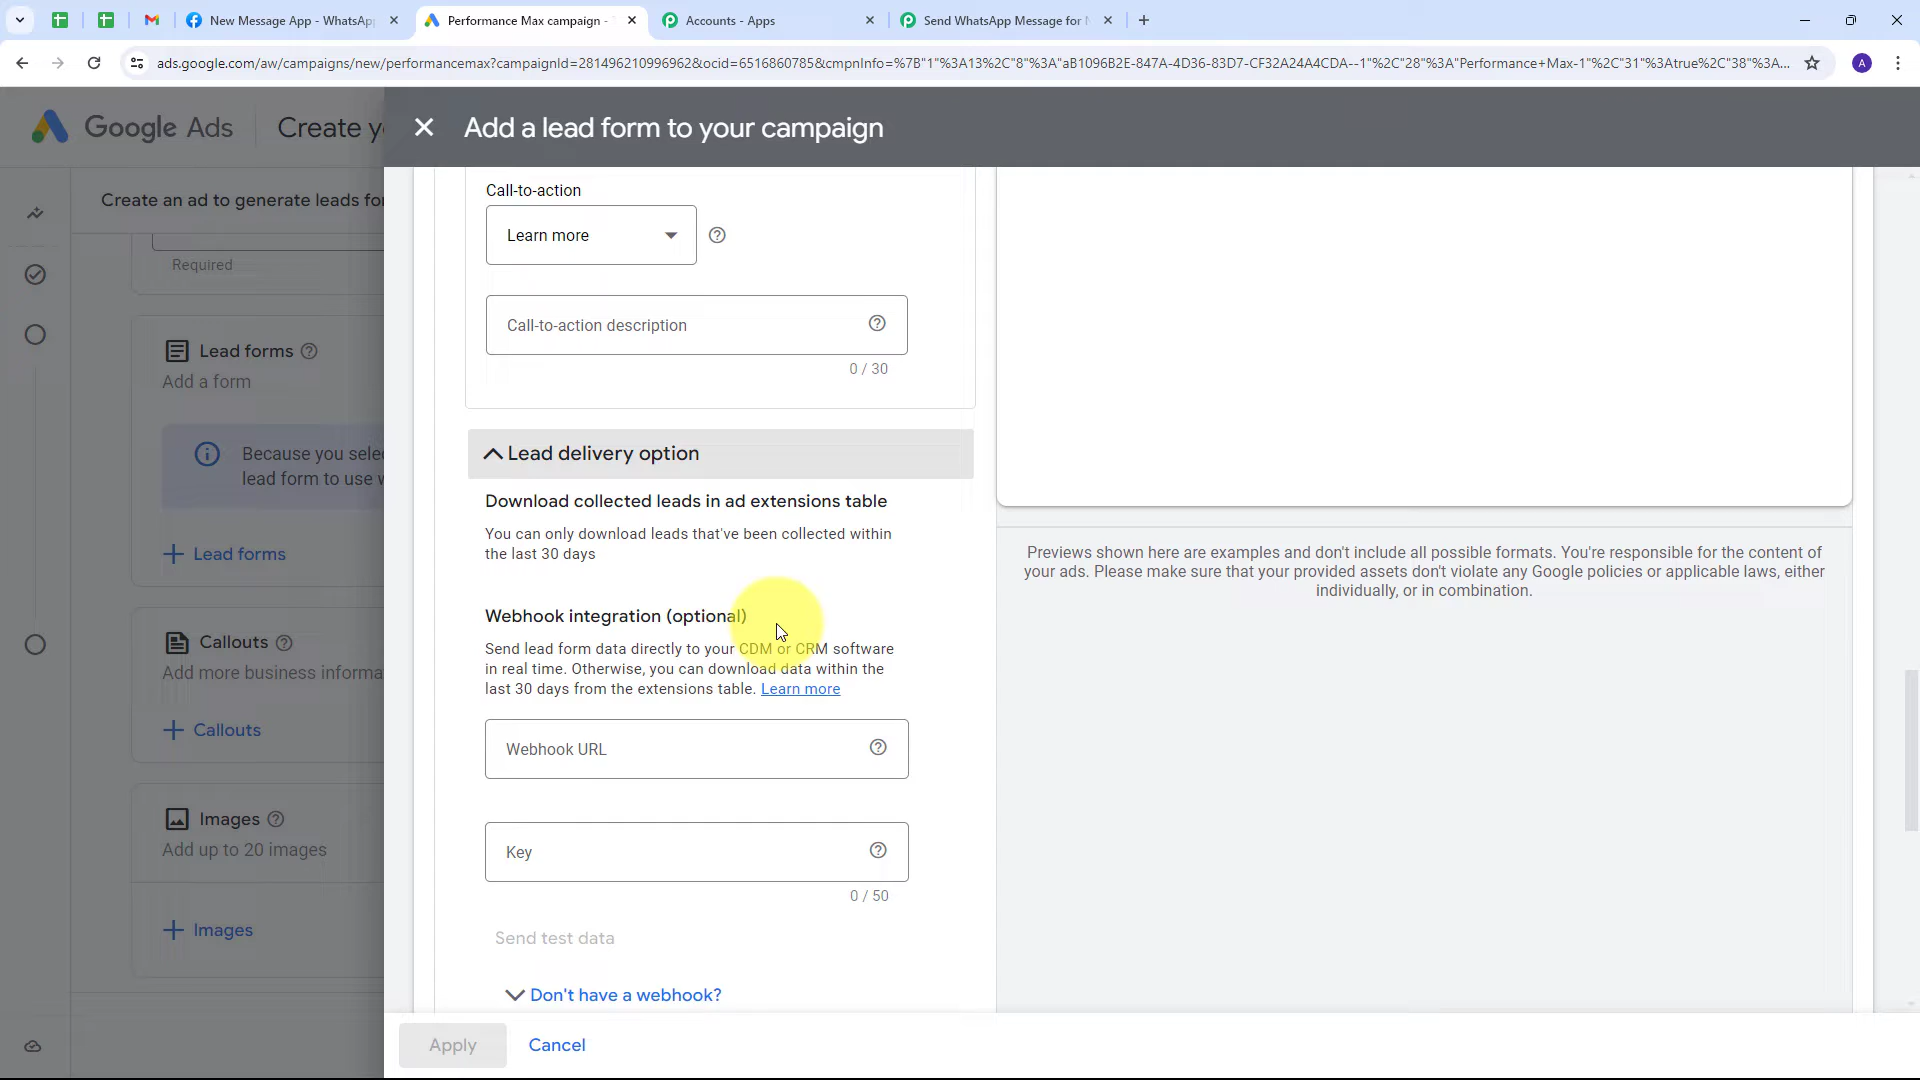 New Message App - WhatsApp
Performance Max campaign -
Accounts - Apps
Send WhatsApp Message for
ads.google.com/aw/campaigns/new/performancemax?campaignId=281496210996962&ocid=6516860785&cmpnInfo=%7B"1"%3A13%2C"8"%3A"aB1096B2E-847A-4D36-83D7-CF32A24A4CDA--1"%2C"28"%3A"Performance+Max-1"%2C"31"%3Atrue%2C"38"%3A...
A
Google Ads
Create
Add a lead form to your campaign
Create an ad to generate leads for
Required
Lead forms
Add a form
Because you sele
lead form to use
+ Lead forms
Callouts
Add more business informa
+ Callouts
Images
Add up to 20 images
+ Images
Call-to-action
Learn more
Call-to-action description
0 / 30
Lead delivery option
Download collected leads in ad extensions table
You can only download leads that've been collected within
the last 30 days
Webhook integration (optional)
Send lead form data directly to your CDM or CRM software
in real time. Otherwise, you can download data within the
last 30 days from the extensions table. Learn more
Webhook URL
Key
0 / 50
Send test data
Don't have a webhook?
Apply
Cancel
Previews shown here are examples and don't include all possible formats. You're responsible for the content of
your ads. Please make sure that your provided assets don't violate any Google policies or applicable laws, either
individually, or in combination.